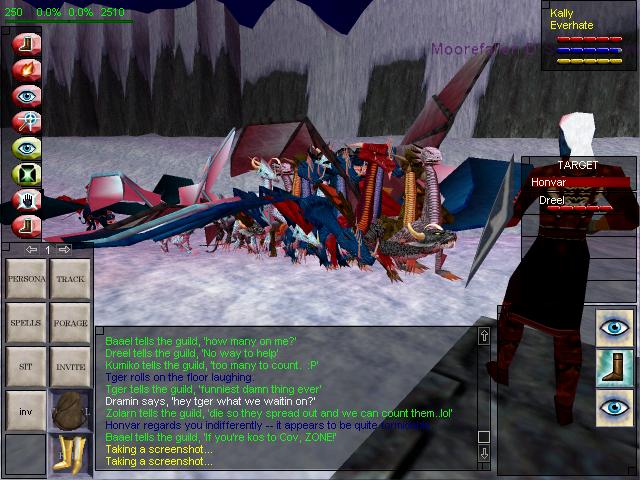 250 0.0% 0.0% 2510
Kally
Everhate
TARGET
Honvar
Dreel
1
PERSONA TRACK
SPELLS FORAGE
SIT INVITE
inv
Baael tells the guild, 'how many on me?'
Dreel tells the guild, 'No way to help'
Kumiko tells the guild, 'too many to count. :P'
Tger rolls on the floor laughing.
Tger tells the guild, 'funniest damn thing ever'
Dramin says, 'hey tger what we waitin on?'
Zolarn tells the guild, 'die so they spread out and we can count them..lol'
Honvar regards you indifferently -- it appears to be quite formidable.
Baael tells the guild, 'If you're kos to Cov, ZONE!'
Taking a screenshot...
Taking a screenshot...